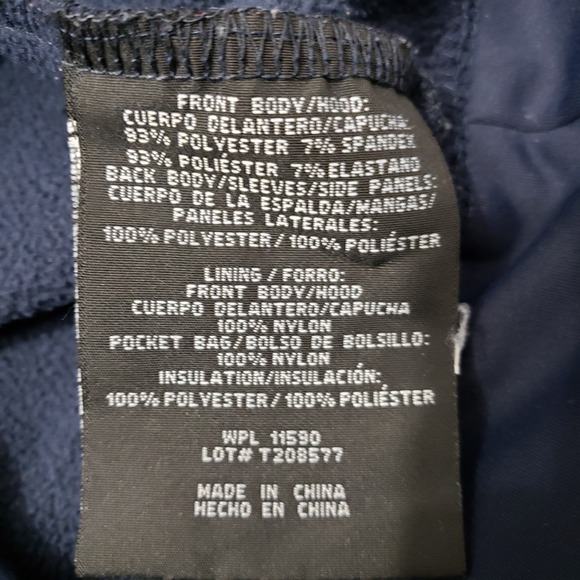 FRONT BODY/HOOD:
CUERPO DELANTERO/CAPUCHA:
93% POLYESTER 7% SPANDEX
93% POLIÉSTER 7% ELASTANO
BACK BODY/SLEEVES/SIDE PANELS:
CUERPO DE LA ESPALDA/MANGAS/
PANELES LATERALES:
100% POLYESTER/100% POLIÉSTER
LINING / FORRO:
FRONT BODY/HOOD
CUERPO DELANTERO/CAPUCHA
100% NYLON
POCKET BAG/BOLSO DE BOLSILLO:
100% NYLON
INSULATION/INSULACIÓN:
100% POLYESTER / 100% POLIÉSTER
WPL 11590
LOT# T208577
MADE IN CHINA
HECHO EN CHINA